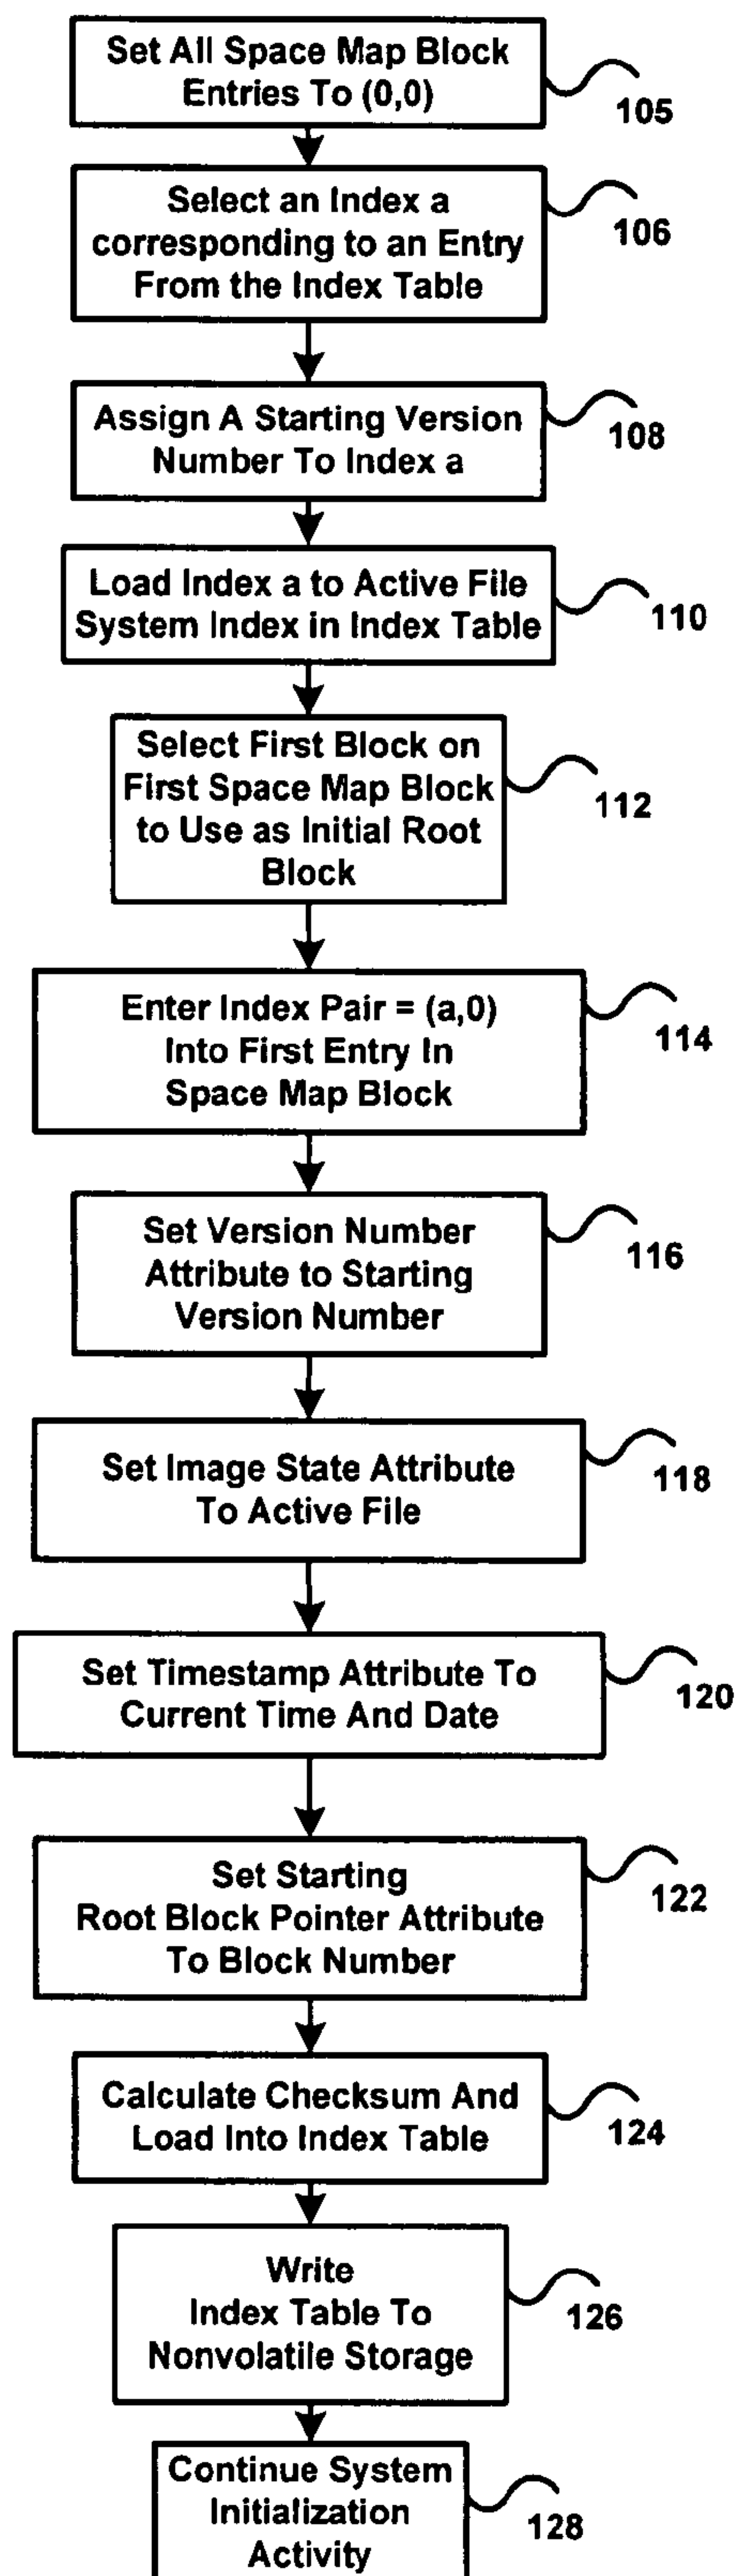 Set All Space Map Block
Entries To (0,0)
105
Select an Index a
corresponding to an Entry
From the Index Table
106
Assign A Starting Version
Number To Index a
108
Load Index a to Active File
System Index in Index Table
110
Select First Block on
First Space Map Block
to Use as Initial Root
Block
112
Enter Index Pair = (a,0)
Into First Entry In
Space Map Block
114
Set Version Number
Attribute to Starting
Version Number
116
Set Image State Attribute
To Active File
118
Set Timestamp Attribute To
Current Time And Date
120
Set Starting
Root Block Pointer Attribute
To Block Number
122
Calculate Checksum And
Load Into Index Table
124
Write
Index Table To
Nonvolatile Storage
126
Continue System
Initialization
Activity
128